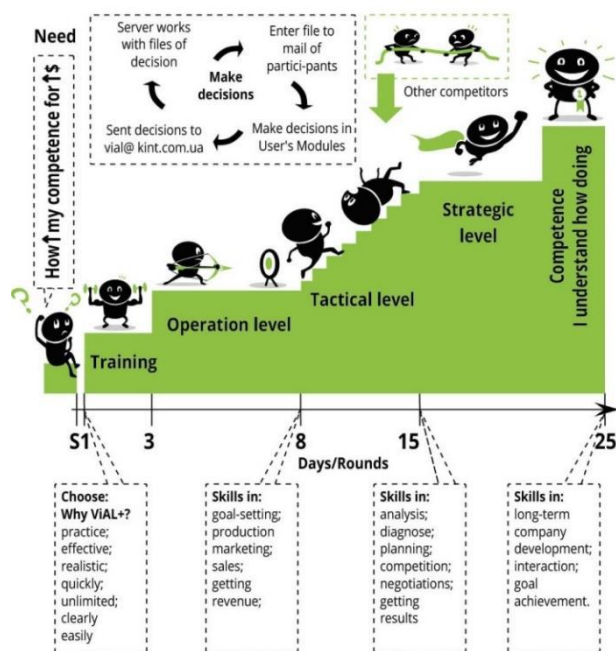 Need
How↑my competence for↑$
Server works
with files of
decision
Make
decisions
Enter file to
mail of
partici-pants
Sent decisions to
vial@ kint.com.ua
Make decisions in
User's Modules
Other competitors
Training
Operation level
Tactical level
Strategic
level
Competence
I understand how doing
1
S1
3
8
15
25
Days/Rounds
Choose:
Why ViAL+?
practice;
effective;
realistic;
quickly;
unlimited;
clearly
easily
Skills in:
goal-setting;
production
marketing;
sales;
getting
revenue;
Skills in:
analysis;
diagnose;
planning;
competition;
negotiations;
getting
results
Skills in:
long-term
company
development;
interaction;
goal
achievement.